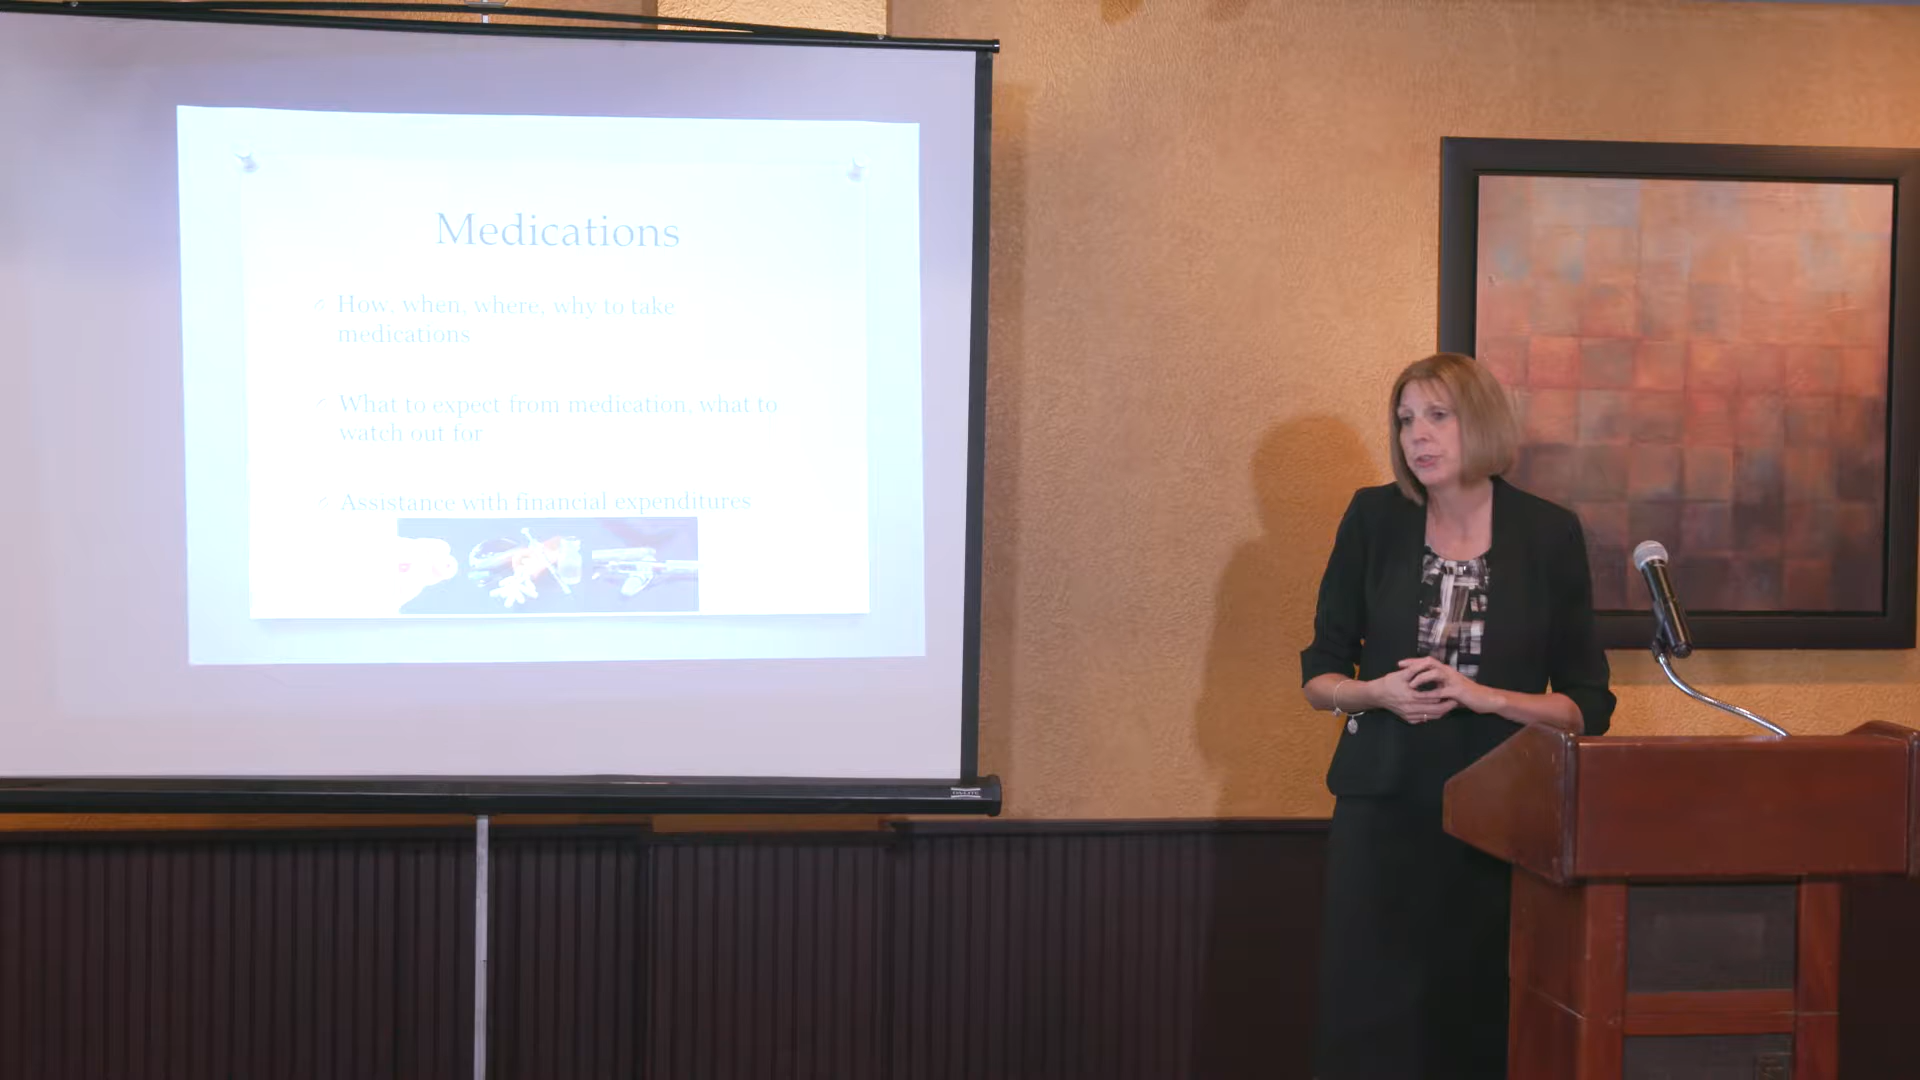 Medications
How, when, where, why to take
medications
What to expect from medication, what to
watch out for
Assistance with financial expenditures